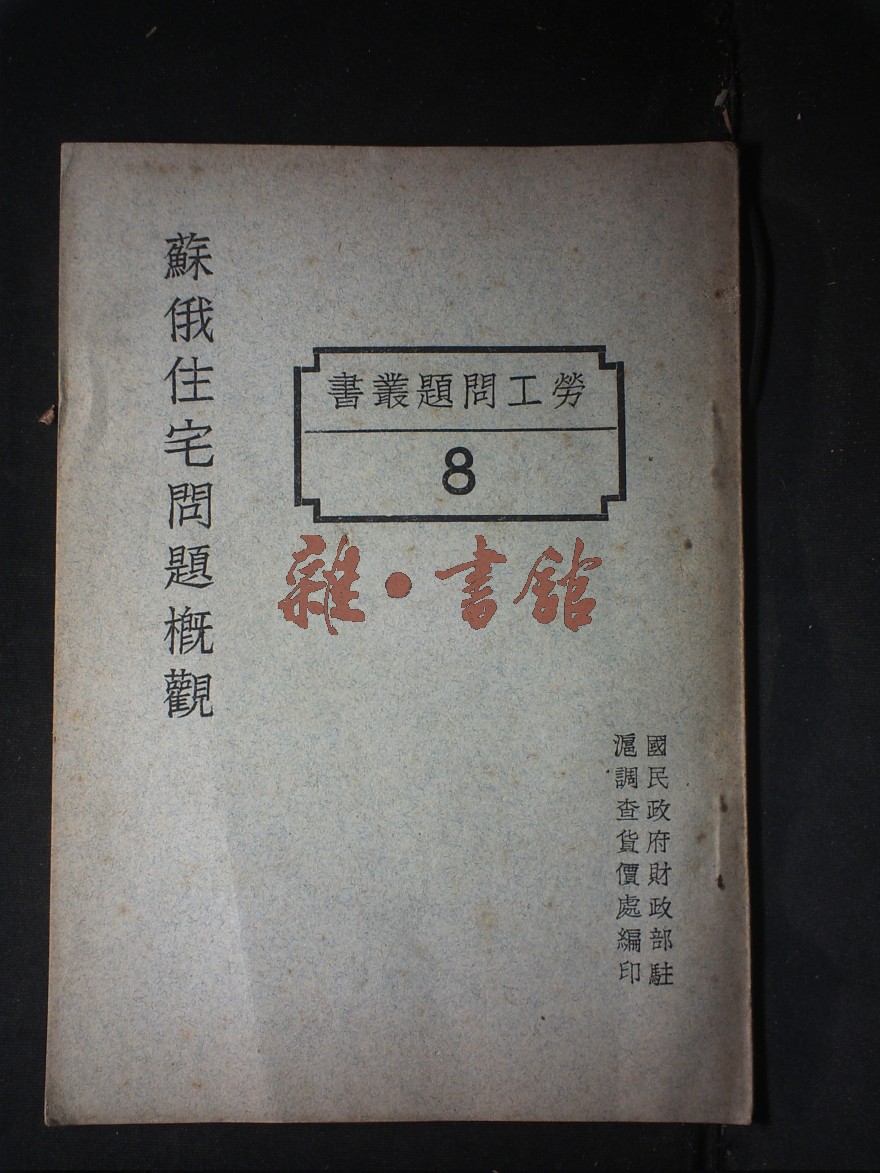 勞工問題叢書
8
國民政府財政部駐
滬調查貨價處編印
蘇俄住宅問題概觀
雜·書館